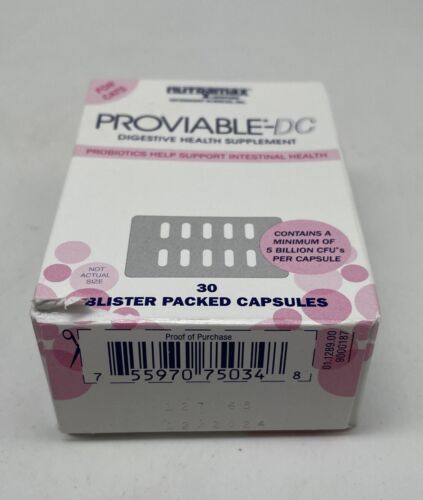 FOR CATS
NUTRAMAX
PROVIABLE®-DC
DIGESTIVE HEALTH SUPPLEMENT
PROBIOTICS HELP SUPPORT INTESTINAL HEALTH
CONTAINS A
MINIMUM OF
5 BILLION CFU's
PER CAPSULE
NOT
ACTUAL
SIZE
30
BLISTER PACKED CAPSULES
Proof of Purchase
7 55970 75034 8
01.1289.00
9000187